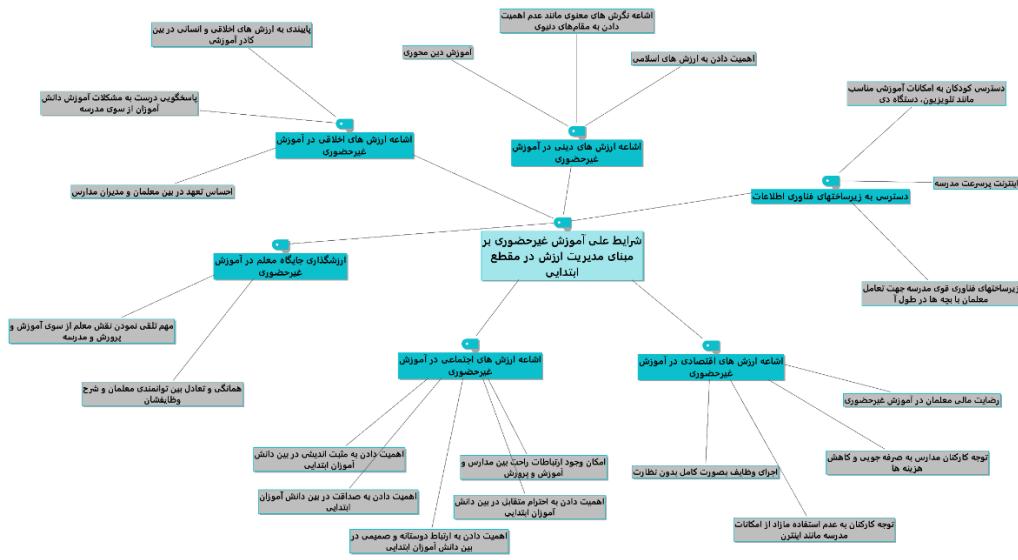 پایبندی به ارزش های اخلاقی و انسانی در بین
کادر آموزشی
پاسخگویی درست به مشکلات آموزش دانش
آموزان از سوی مدرسه
احساس تعهد در بین معلمان و مدیران مدارس
اشاعه ارزش های اخلاقی در آموزش
غیرحضوری
اشاعه نگرش های معنوی مانند عدم اهمیت
دادن به مقام‌های دنیوی
آموزش دین محوری
اهمیت دادن به ارزش های اسلامی
اشاعه ارزش های دینی در آموزش
غیرحضوری
دسترسی کودکان به امکانات آموزشی مناسب
مانند تلویزیون، دستگاه دی
اینترنت پرسرعت مدرسه
دسترسی به زیرساختهای فناوری اطلاعات
زیرساختهای فناوری قوی مدرسه جهت تعامل
معلمان با بچه ها در طول آ
شرایط علی آموزش غیرحضوری بر
مبنای مدیریت ارزش در مقطع
ابتدایی
ارزشگذاری جایگاه معلم در آموزش
غیرحضوری
مهم تلقی نمودن نقش معلم از سوی آموزش و
پرورش و مدرسه
همانگی و تعادل بین توانمندی معلمان و شرح
وظایفشان
اشاعه ارزش های اجتماعی در آموزش
غیرحضوری
اهمیت دادن به مثبت اندیشی در بین دانش
آموزان ابتدایی
امکان وجود ارتباطات راحت بین مدارس و
آموزش و پرورش
اهمیت دادن به صداقت در بین دانش آموزان
ابتدایی
اهمیت دادن به احترام متقابل در بین دانش
آموزان ابتدایی
اهمیت دادن به ارتباط دوستانه و صمیمی در
بین دانش آموزان ابتدایی
اشاعه ارزش های اقتصادی در آموزش
غیرحضوری
رضایت مالی معلمان در آموزش غیرحضوری
توجه کارکنان مدارس به صرفه جویی و کاهش
هزینه ها
اجرای وظایف بصورت کامل بدون نظارت
توجه کارکنان به عدم استفاده مازاد از امکانات
مدرسه مانند اینترن